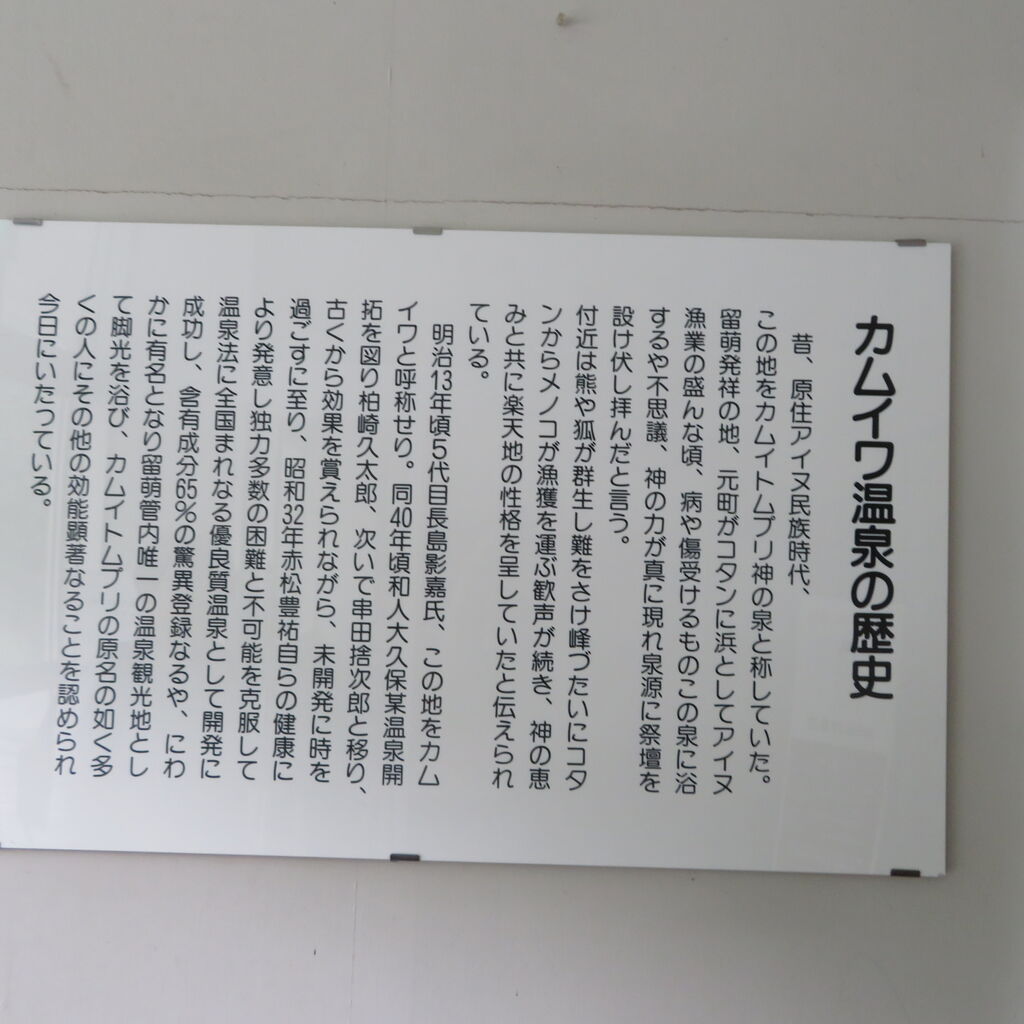 カムイワ温泉の歴史
昔、原住アイヌ民族時代、
この地をカムイトムプリ神の泉と称していた。
留萌発祥の地、元町がコタンに浜としてアイヌ
漁業の盛んな頃、病や傷受けるものこの泉に浴
するや不思議、神の力が真に現れ泉源に祭壇を
設け伏し拝んだと言う。
付近は熊や狐が群生し難をさけ峰づたいにコタ
ンからメノコが漁獲を運ぶ歓声が続き、神の恵
みと共に楽天地の性格を呈していたと伝えられ
ている。
明治13年頃5代目長島影嘉氏、この地をカム
イワと呼称せり。同40年頃和人大久保某温泉開
拓を図り柏崎久太郎、次いで串田捨次郎と移り、
古くから効果を賞えられながら、未開発に時を
過ごすに至り、昭和32年赤松豊祐自らの健康に
より発意し独力多数の困難と不可能を克服して
温泉法に全国まれなる優良質温泉として開発に
成功し、含有成分65%の驚異登録なるや、にわ
かに有名となり留萌管内唯一の温泉観光地とし
て脚光を浴び、カムイトムプリの原名の如く多
くの人にその他の効能顕著なることを認められ
今日にいたつている。